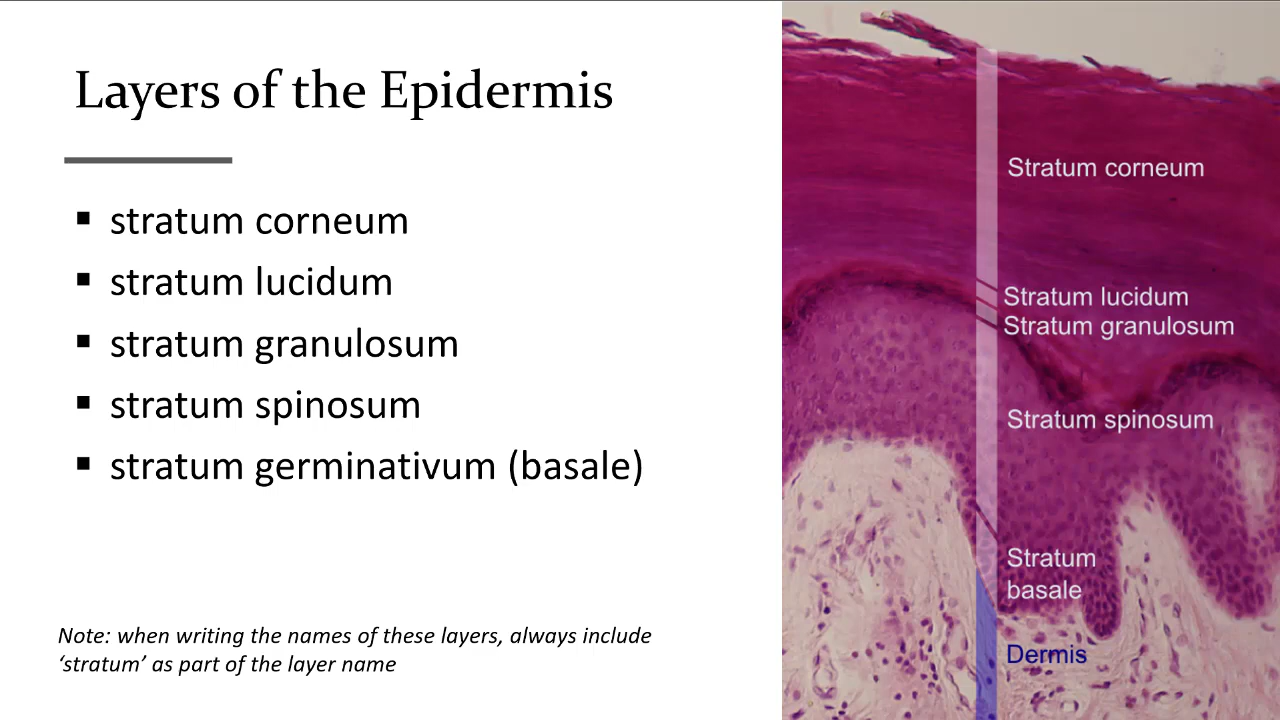 Layers of the Epidermis
▪ stratum corneum
▪ stratum lucidum
▪ stratum granulosum
▪ stratum spinosum
▪ stratum germinativum (basale)
Note: when writing the names of these layers, always include
‘stratum’ as part of the layer name
Stratum corneum
Stratum lucidum
Stratum granulosum
Stratum spinosum
Stratum
basale
Dermis